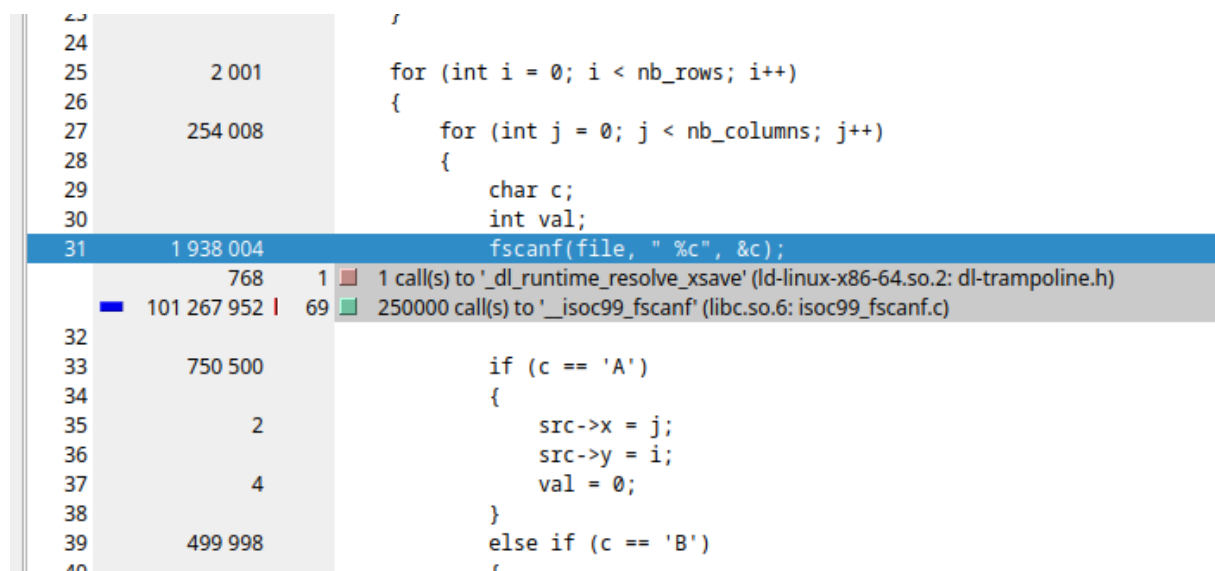 23 }
24
25 2 001 for (int i = 0; i < nb_rows; i++)
26 {
27 254 008 for (int j = 0; j < nb_columns; j++)
28 {
29 char c;
30 int val;
31 1 938 004 fscanf(file, " %c", &c);
768 1 1 call(s) to '_dl_runtime_resolve_xsave' (ld-linux-x86-64.so.2: dl-trampoline.h)
101 267 952 69 250000 call(s) to '__isoc99_fscanf' (libc.so.6: isoc99_fscanf.c)
32
33 750 500 if (c == 'A')
34 {
35 2 src->x = j;
36 src->y = i;
37 4 val = 0;
38 }
39 499 998 else if (c == 'B')
40 {